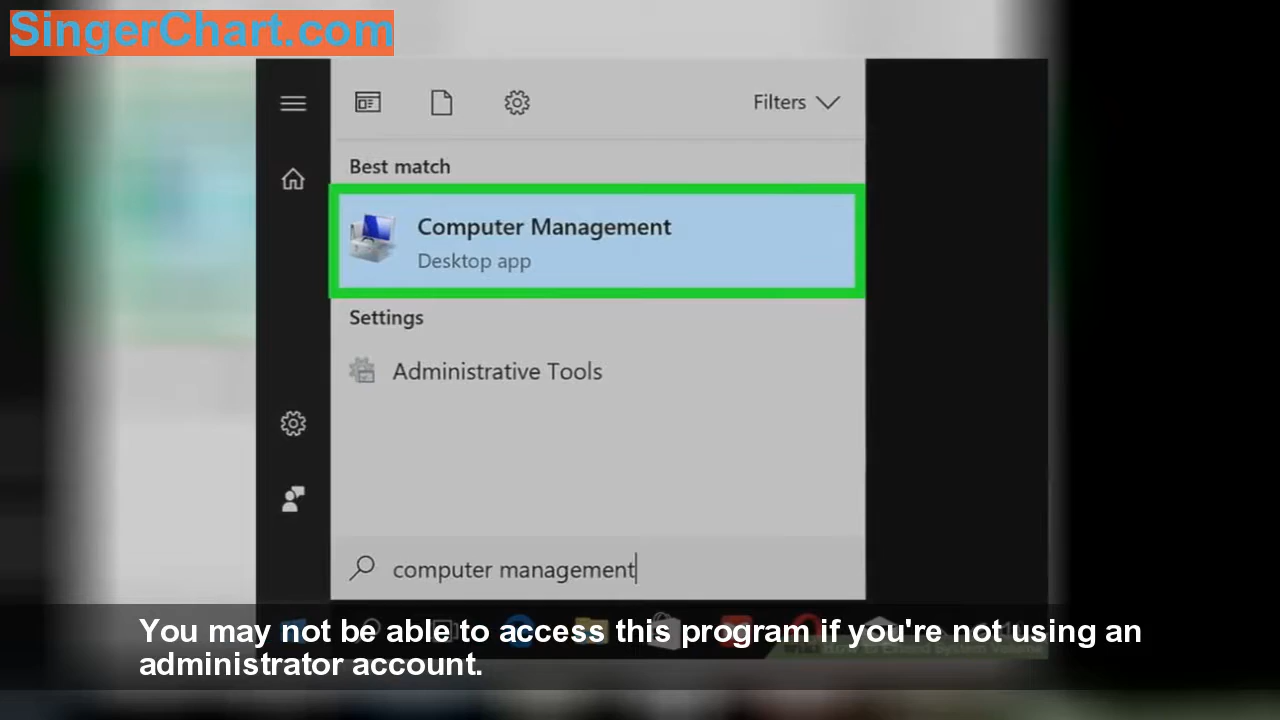 SingerChart.com
Filters
Best match
Computer Management
Desktop app
Settings
Administrative Tools
computer management
You may not be able to access this program if you're not using an
administrator account.